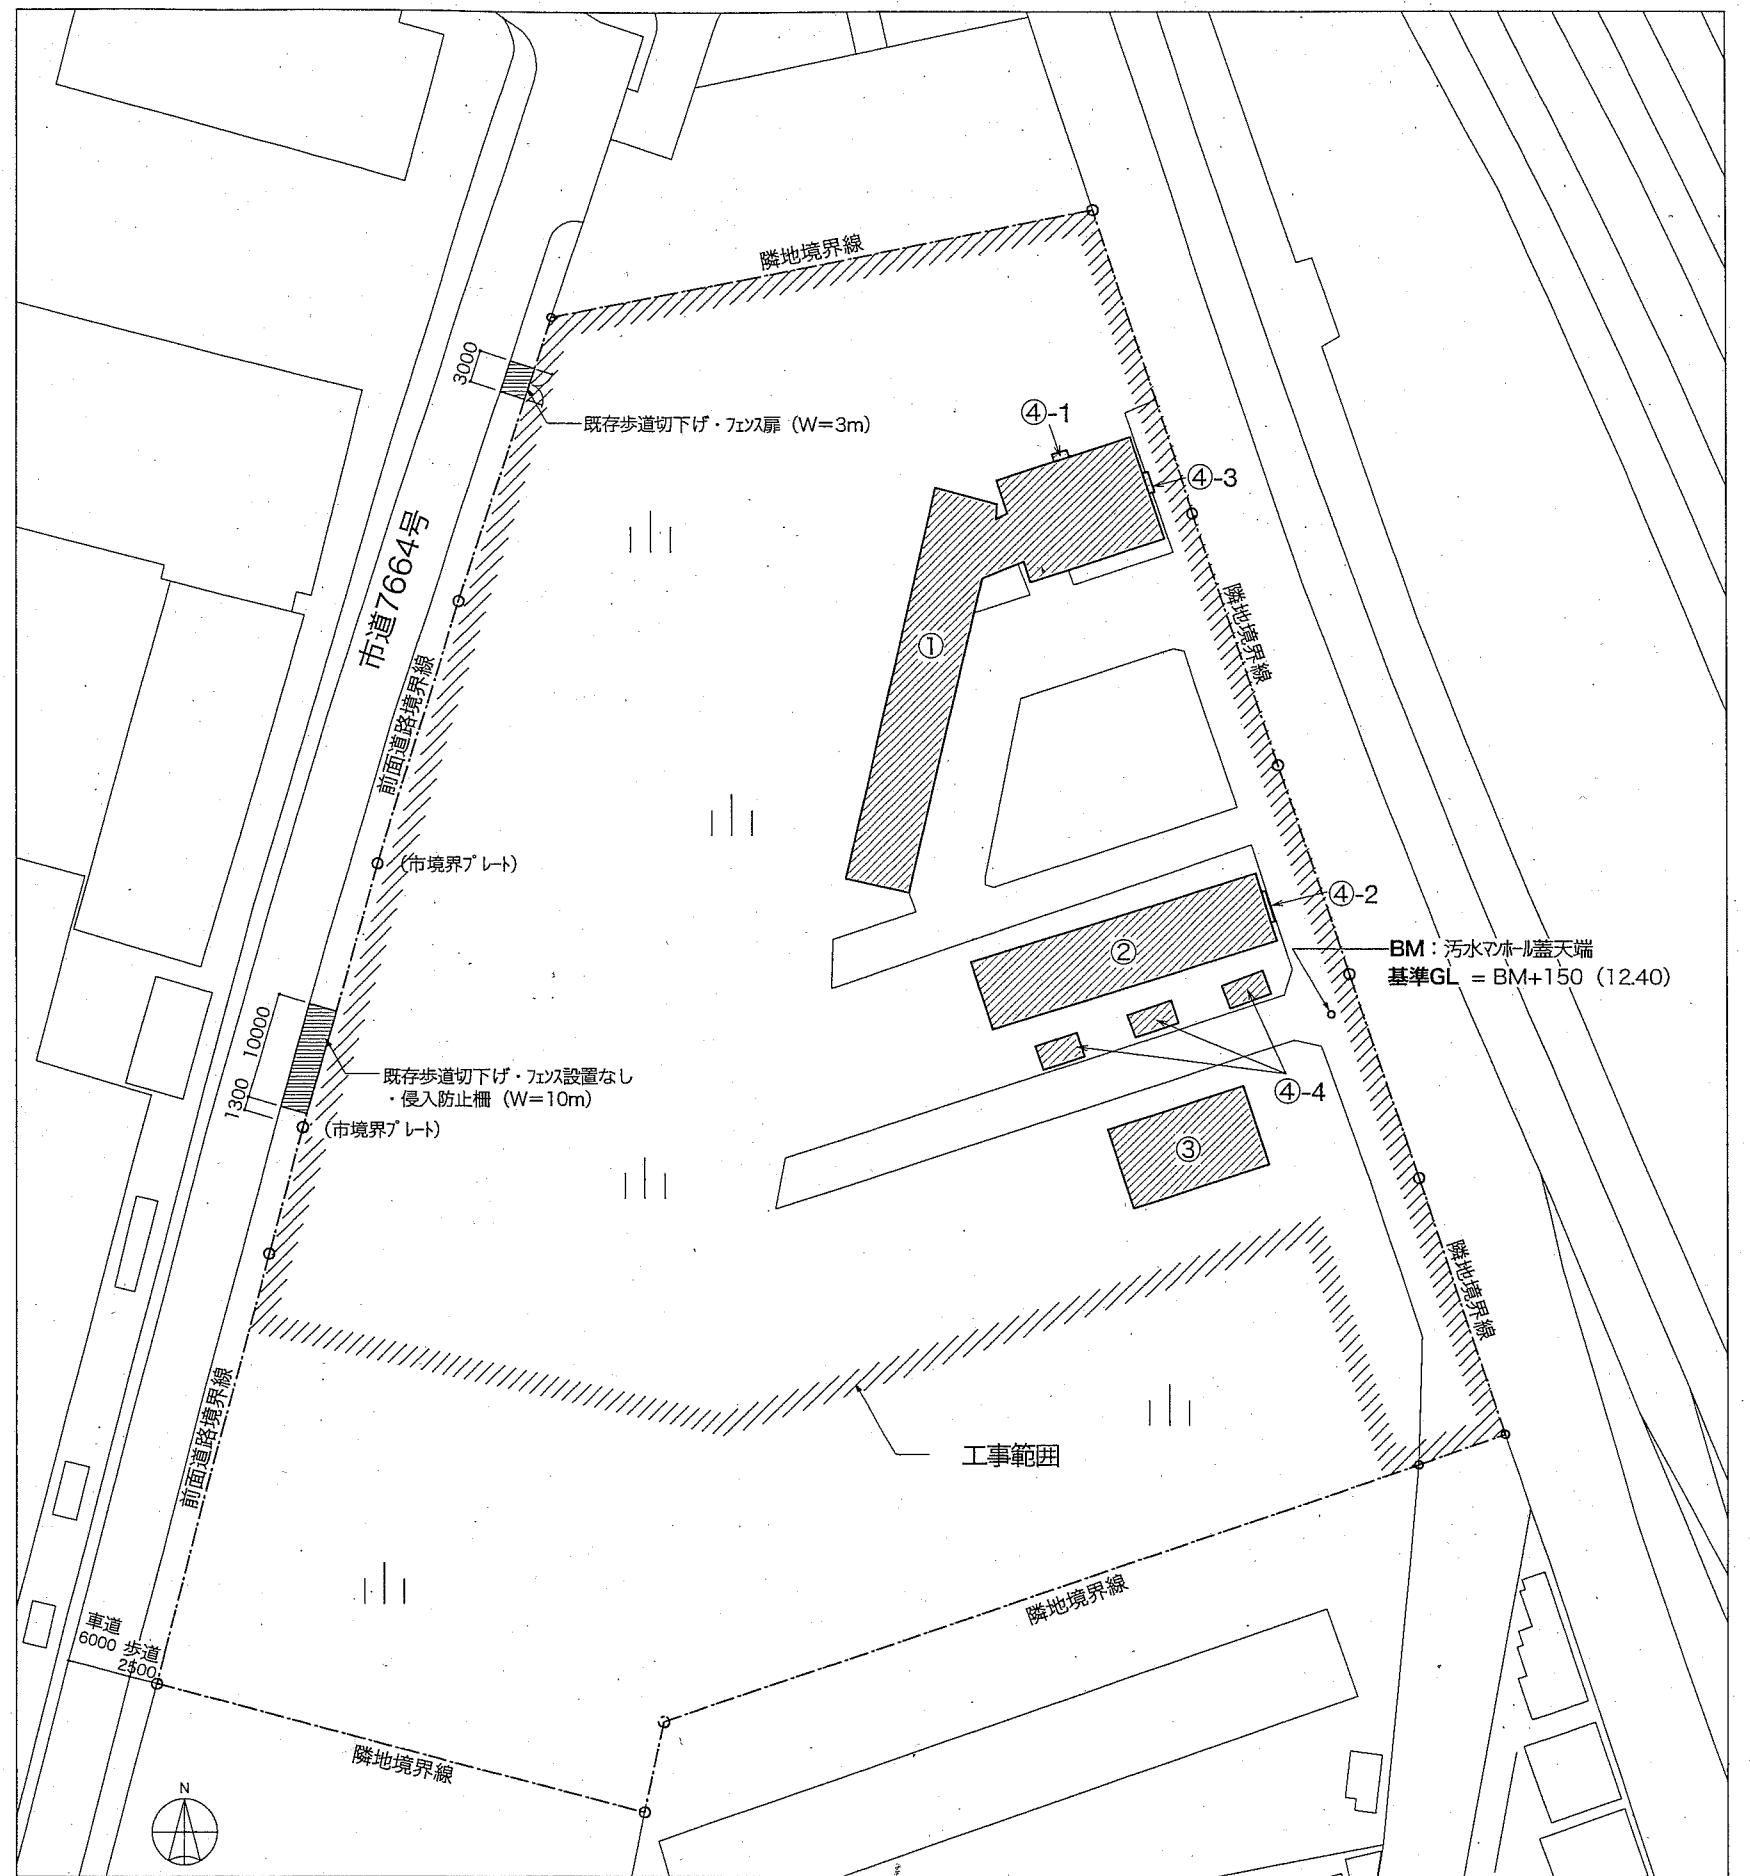 隣地境界線
3000
既存歩道切下げ・フェンス扉（W=3m）
④-1
④-3
市道7664号
隣地境界線
①
前面道路境界線
（市境界プレート）
④-2
②
BM：汚水マンホール蓋天端
基準GL = BM+150（12.40）
10000
既存歩道切下げ・フェンス設置なし
・侵入防止柵（W=10m）
1300
④-4
（市境界プレート）
③
隣地境界線
前面道路境界線
工事範囲
隣地境界線
車道
6000
歩道
2500
隣地境界線
N